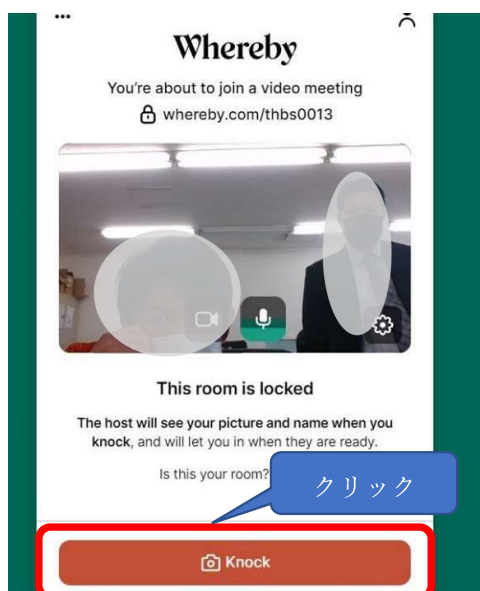 Whereby
You're about to join a video meeting
whereby.com/thbs0013
This room is locked
The host will see your picture and name when you
knock, and will let you in when they are ready.
Is this your room?
クリック
Knock